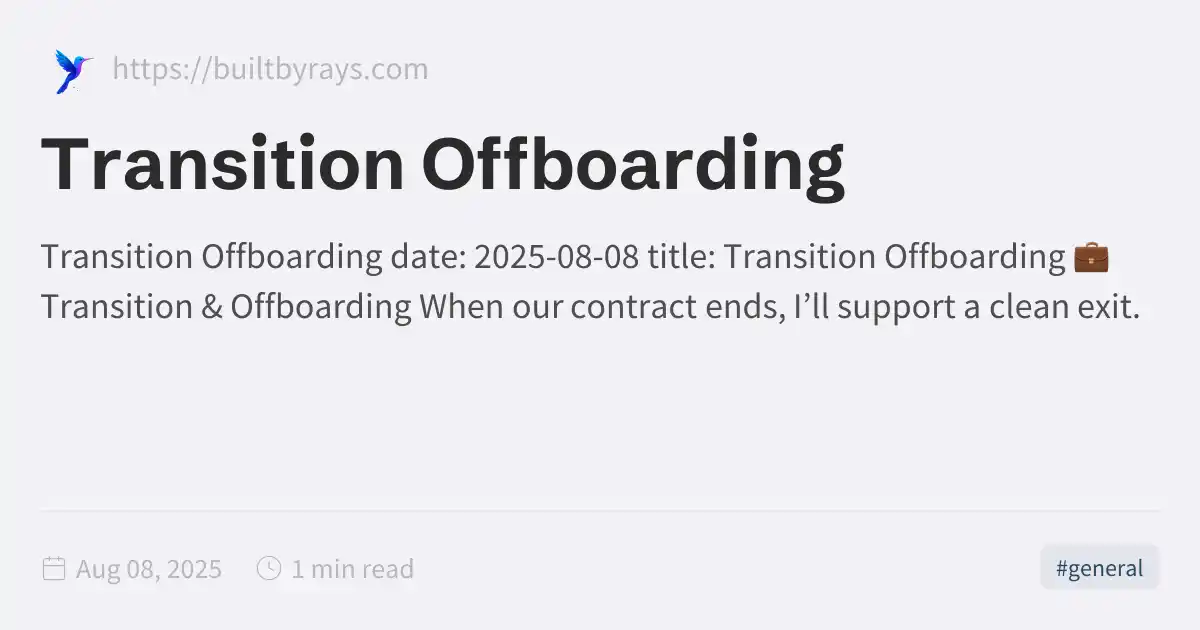 https://builtbyrays.com
Transition Offboarding
Transition Offboarding date: 2025-08-08 title: Transition Offboarding 💼
Transition & Offboarding When our contract ends, I’ll support a clean exit.
Aug 08, 2025
1 min read
#general